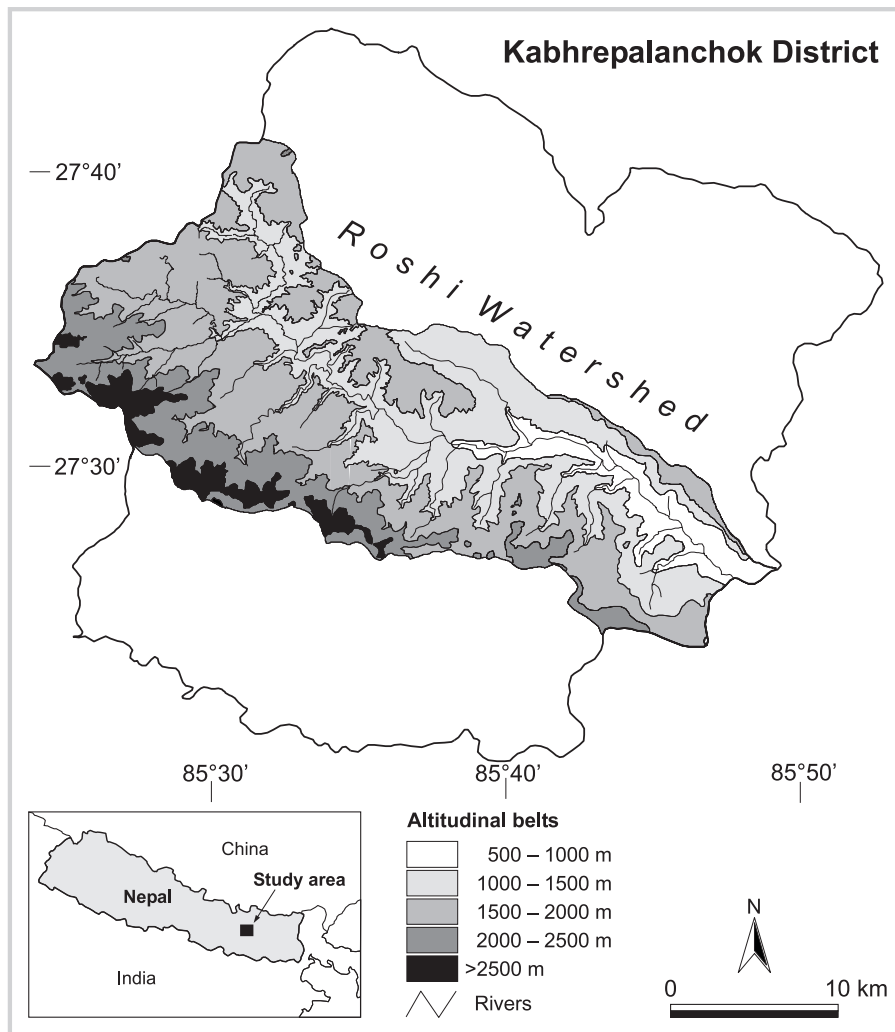 Kabhrepalanchok District
27°40’
Roshi Watershed
27°30’
85°30’
85°40’
85°50’
China
Study area
Nepal
India
Altitudinal belts
500 – 1000 m
1000 – 1500 m
1500 – 2000 m
2000 – 2500 m
>2500 m
Rivers
N
0 10 km